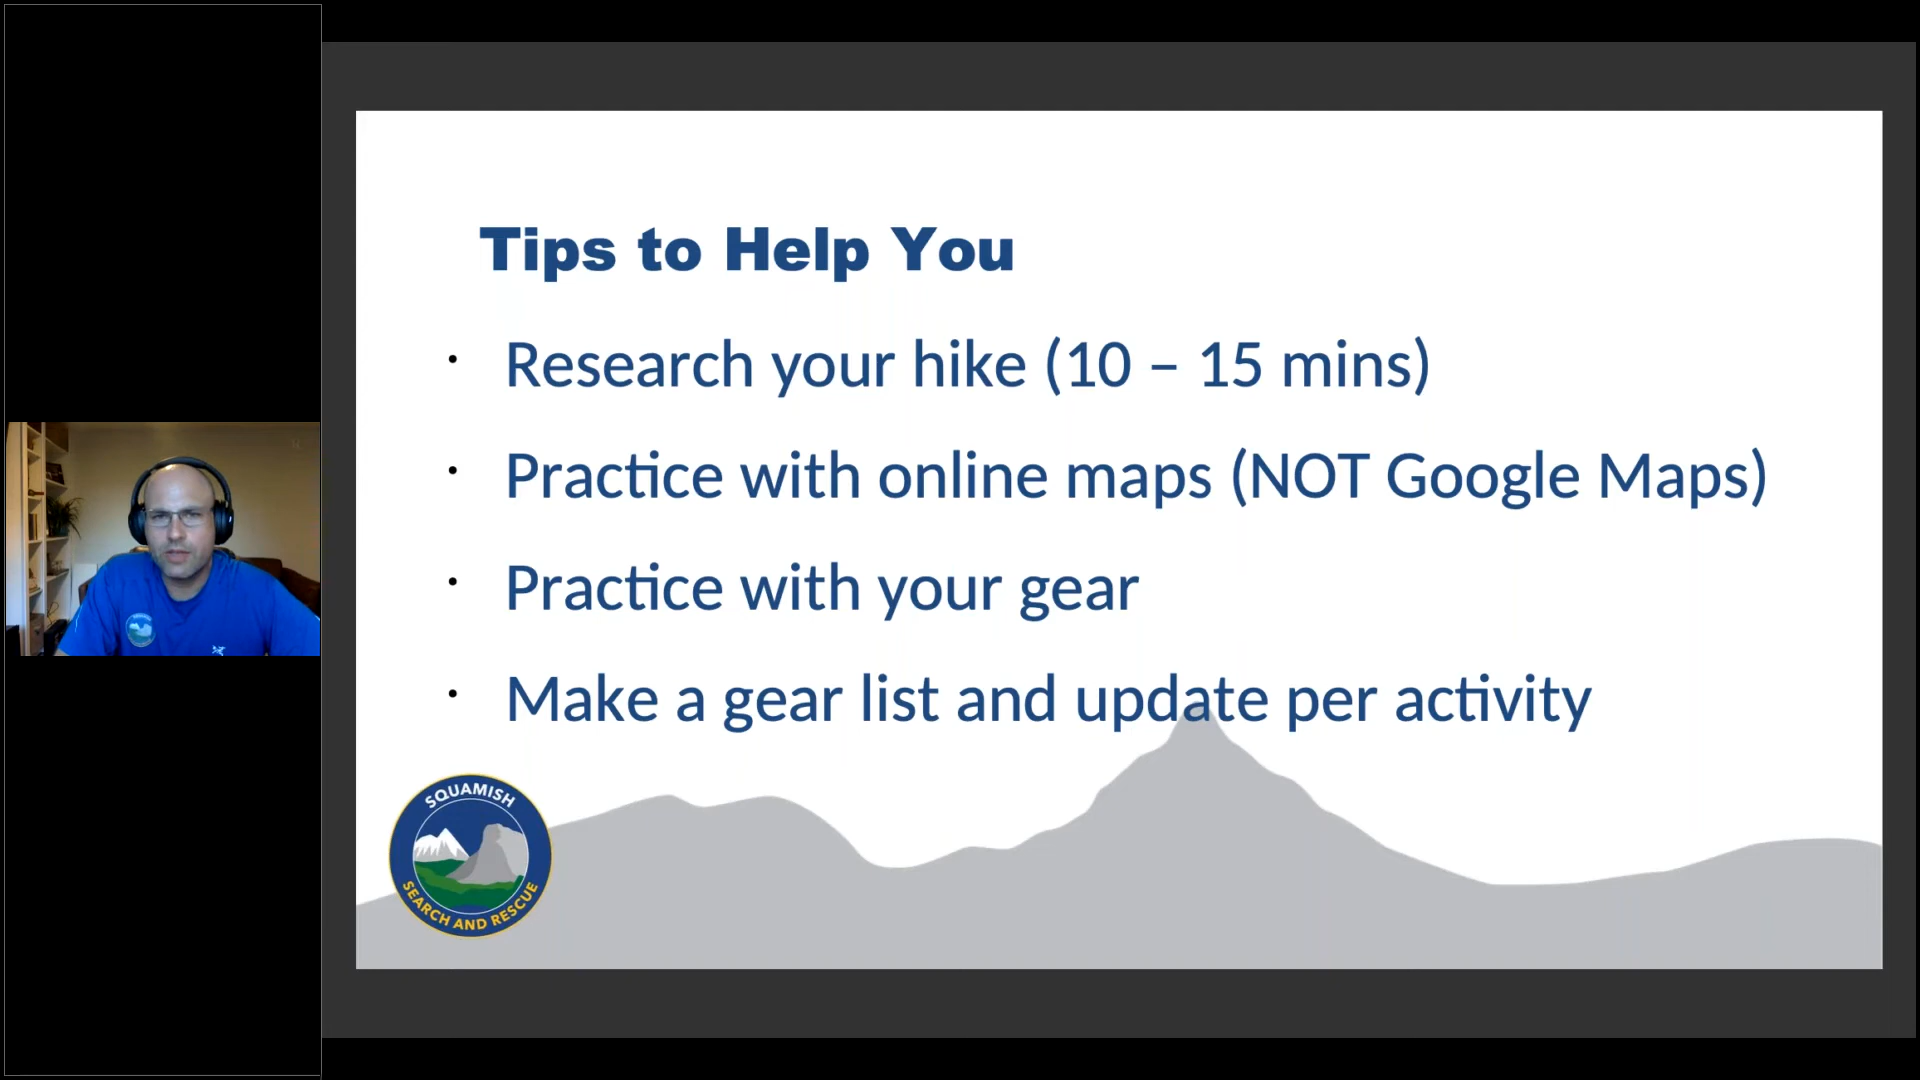 Tips to Help You
· Research your hike (10 – 15 mins)
· Practice with online maps (NOT Google Maps)
· Practice with your gear
· Make a gear list and update per activity
SQUAMISH
SEARCH AND RESCUE